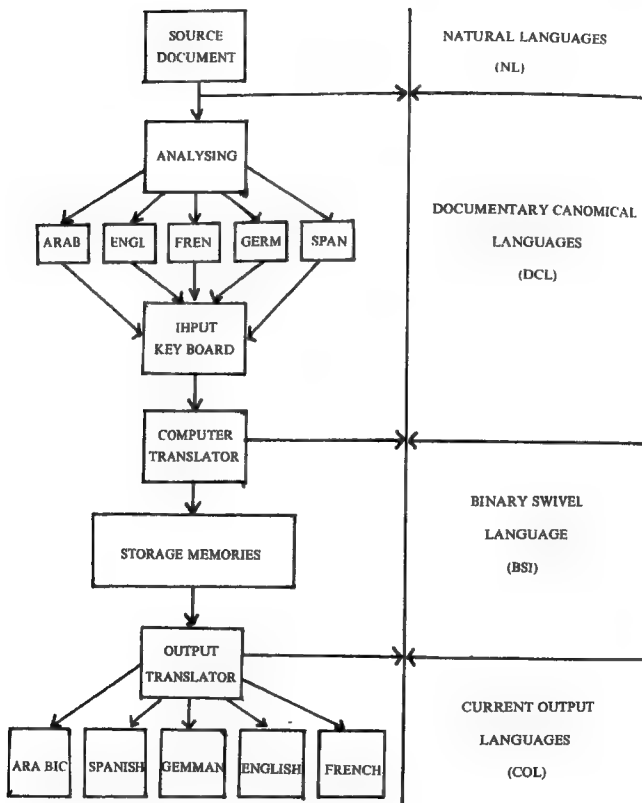 SOURCE
DOCUMENT
NATURAL LANGUAGES
(NL)
ANALYSING
ARAB
ENGL
FREN
GERM
SPAN
DOCUMENTARY CANOMICAL
LANGUAGES
(DCL)
IHPUT
KEY BOARD
COMPUTER
TRANSLATOR
STORAGE MEMORIES
BINARY SWIVEL
LANGUAGE
(BSI)
OUTPUT
TRANSLATOR
ARA BIC
SPANISH
GEMMAN
ENGLISH
FRENCH
CURRENT OUTPUT
LANGUAGES
(COL)